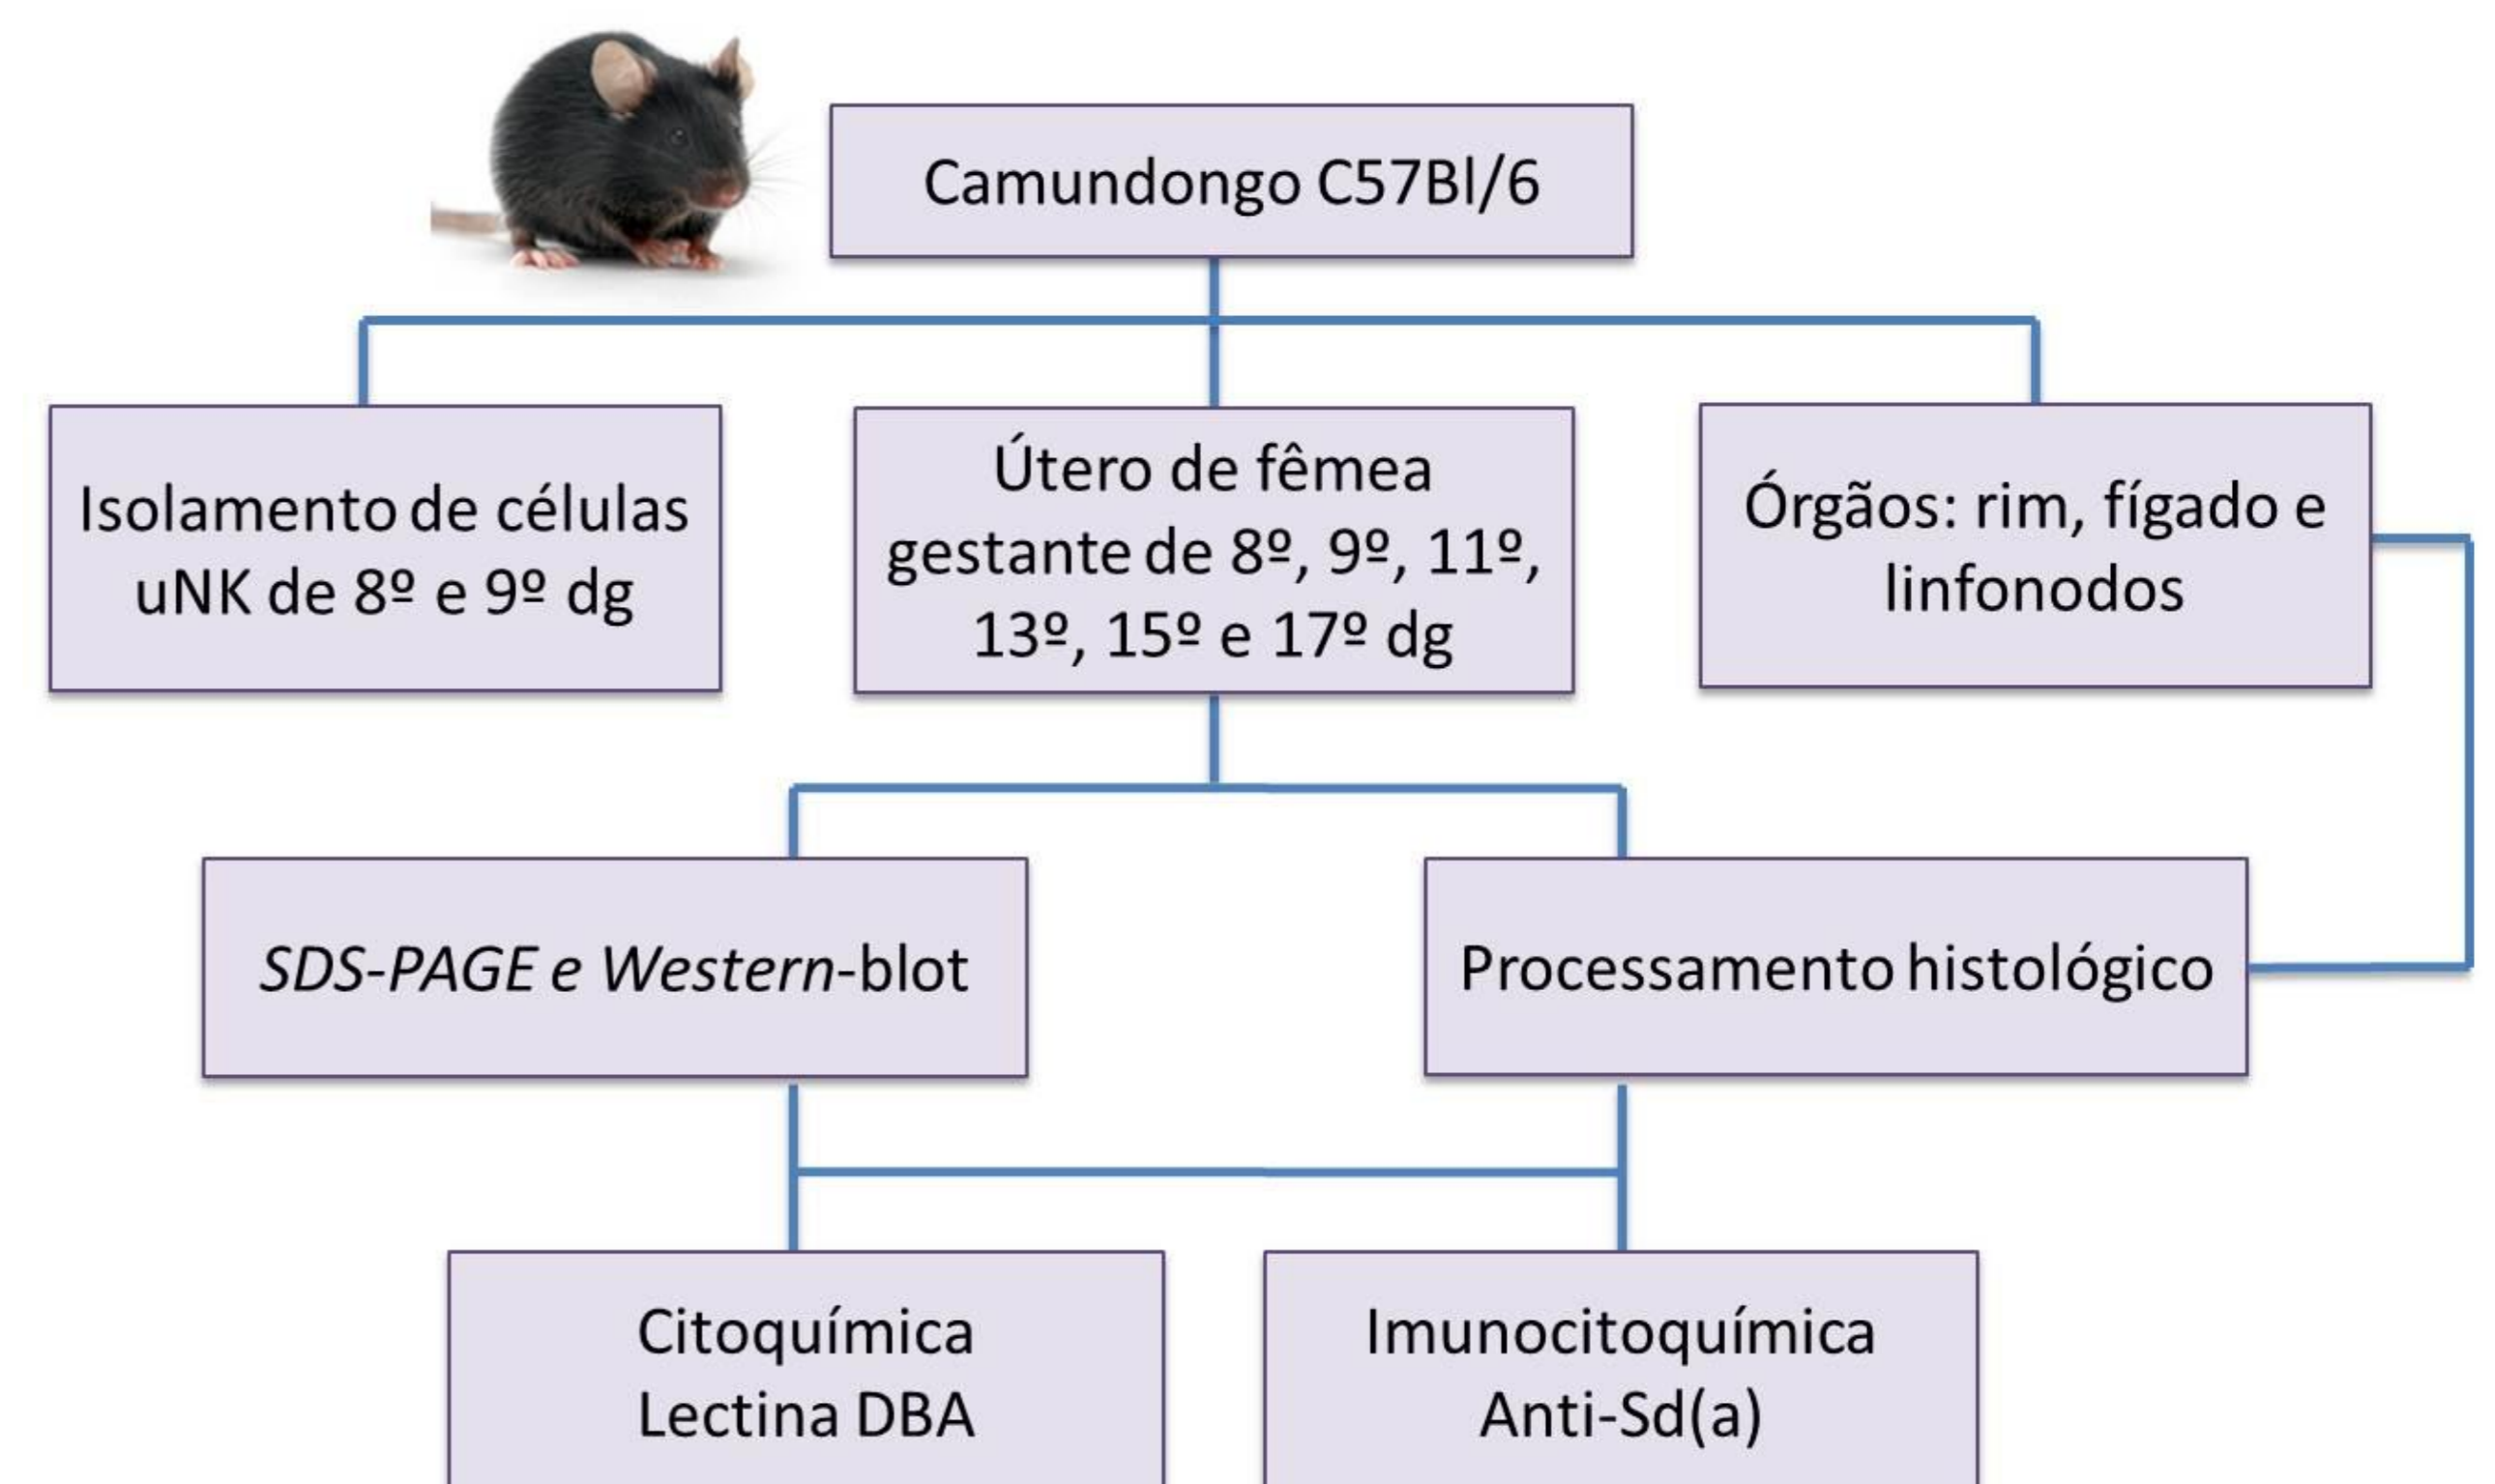 Camundongo C57Bl/6
Isolamento de células
uNK de 8º e 9º dg
Útero de fêmea
gestante de 8º, 9º, 11º,
13º, 15º e 17º dg
Órgãos: rim, fígado e
linfonodos
SDS-PAGE e Western-blot
Processamento histológico
Citoquímica
Lectina DBA
Imunocitoquímica
Anti-Sd(a)